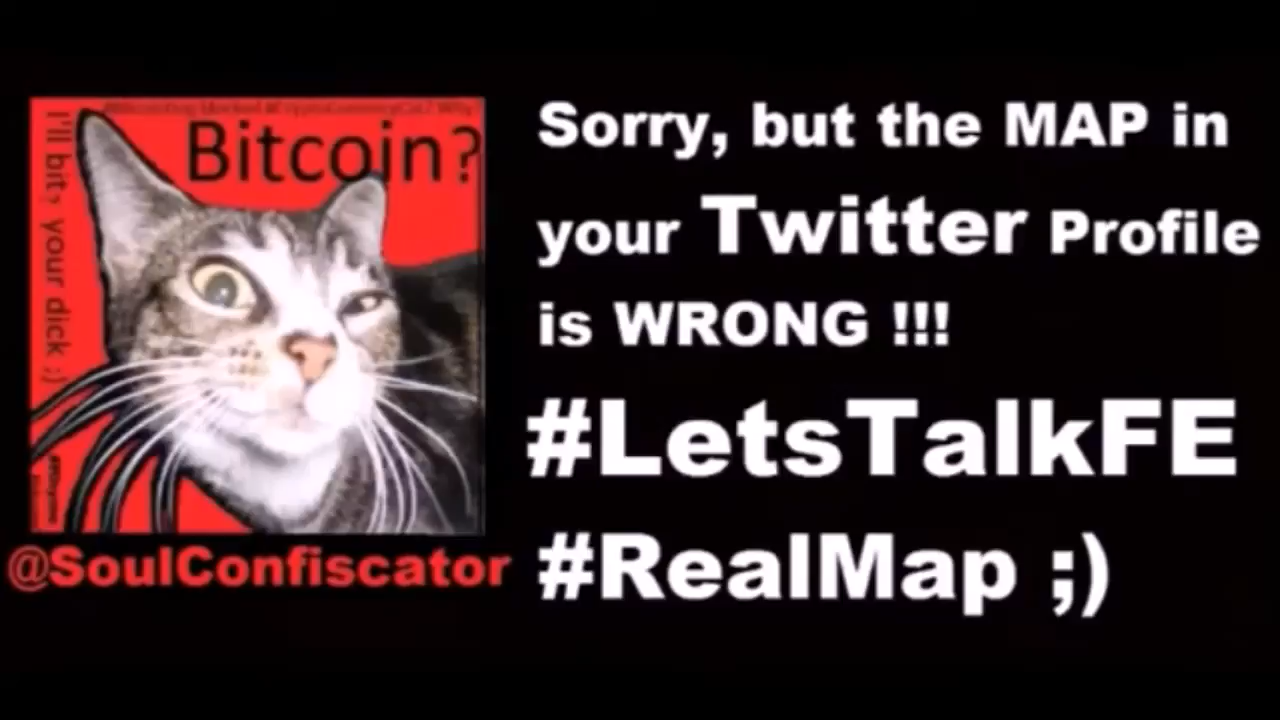 Bitcoin?
I'll bit, your dick ;)
@SoulConfiscator
Sorry, but the MAP in
your Twitter Profile
is WRONG !!!
#LetsTalkFE
#RealMap ;)